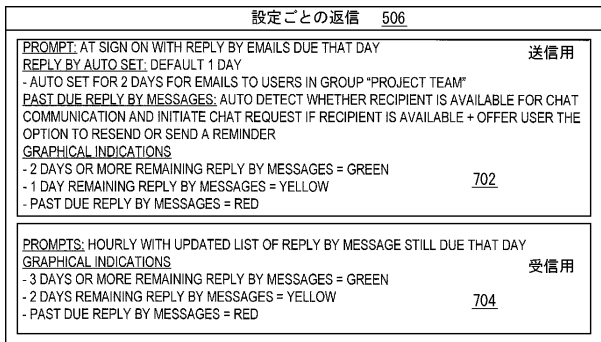 設定ごとの返信 506
PROMPT: AT SIGN ON WITH REPLY BY EMAILS DUE THAT DAY 送信用
REPLY BY AUTO SET: DEFAULT 1 DAY
- AUTO SET FOR 2 DAYS FOR EMAILS TO USERS IN GROUP "PROJECT TEAM"
PAST DUE REPLY BY MESSAGES: AUTO DETECT WHETHER RECIPIENT IS AVAILABLE FOR CHAT
COMMUNICATION AND INITIATE CHAT REQUEST IF RECIPIENT IS AVAILABLE + OFFER USER THE
OPTION TO RESEND OR SEND A REMINDER
GRAPHICAL INDICATIONS
- 2 DAYS OR MORE REMAINING REPLY BY MESSAGES = GREEN
- 1 DAY REMAINING REPLY BY MESSAGES = YELLOW 702
- PAST DUE REPLY BY MESSAGES = RED
PROMPTS: HOURLY WITH UPDATED LIST OF REPLY BY MESSAGE STILL DUE THAT DAY
GRAPHICAL INDICATIONS 受信用
- 3 DAYS OR MORE REMAINING REPLY BY MESSAGES = GREEN
- 2 DAYS REMAINING REPLY BY MESSAGES = YELLOW 704
- PAST DUE REPLY BY MESSAGES = RED